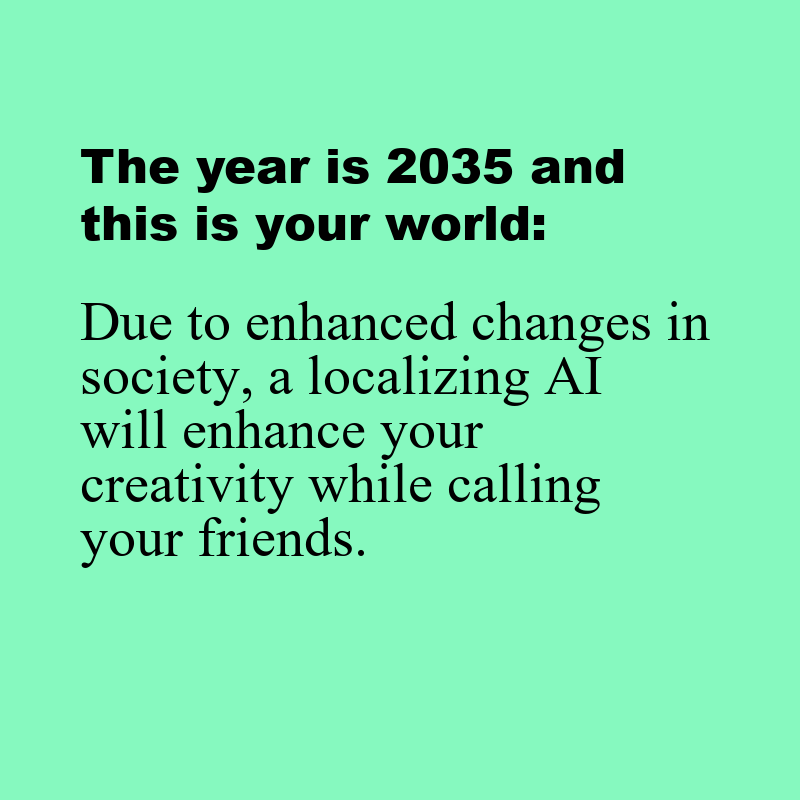 The year is 2035 and
this is your world:
Due to enhanced changes in
society, a localizing AI
will enhance your
creativity while calling
your friends.